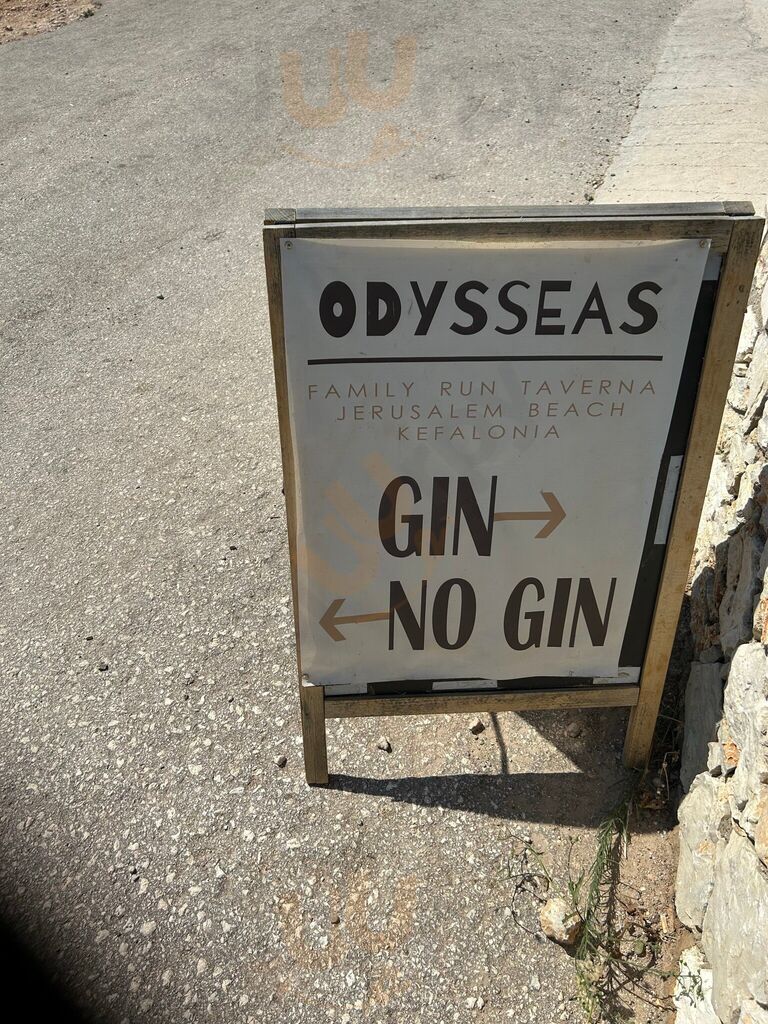 ODYSSEAS
FAMILY RUN TAVERNA
JERUSALEM BEACH
KEFALONIA
GIN→
←NO GIN